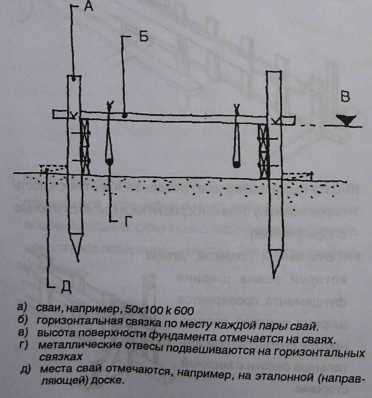 А
Б
В
Г
Д
а) сваи, например, 50x100 k 600
б) горизонтальная связка по месту каждой пары свай.
в) высота поверхности фундамента отмечается на сваях.
г) металлические отвесы подвешиваются на горизонтальных
связках
д) места свай отмечаются, например, на эталонной (направ-
ляющей) доске.